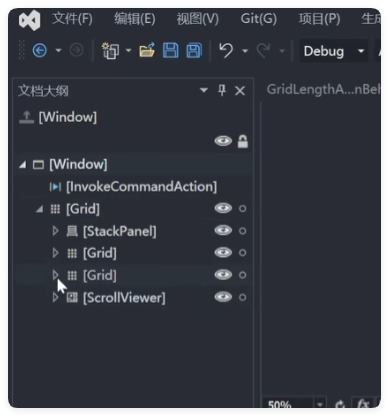 文件(F) 编辑(E) 视图(V) Git(G) 项目(P) 生
Debug
文档大纲
GridLengthA...nBeh
[Window]
[Window]
[InvokeCommandAction]
[Grid]
[StackPanel]
[Grid]
[Grid]
[ScrollViewer]
50%
fx